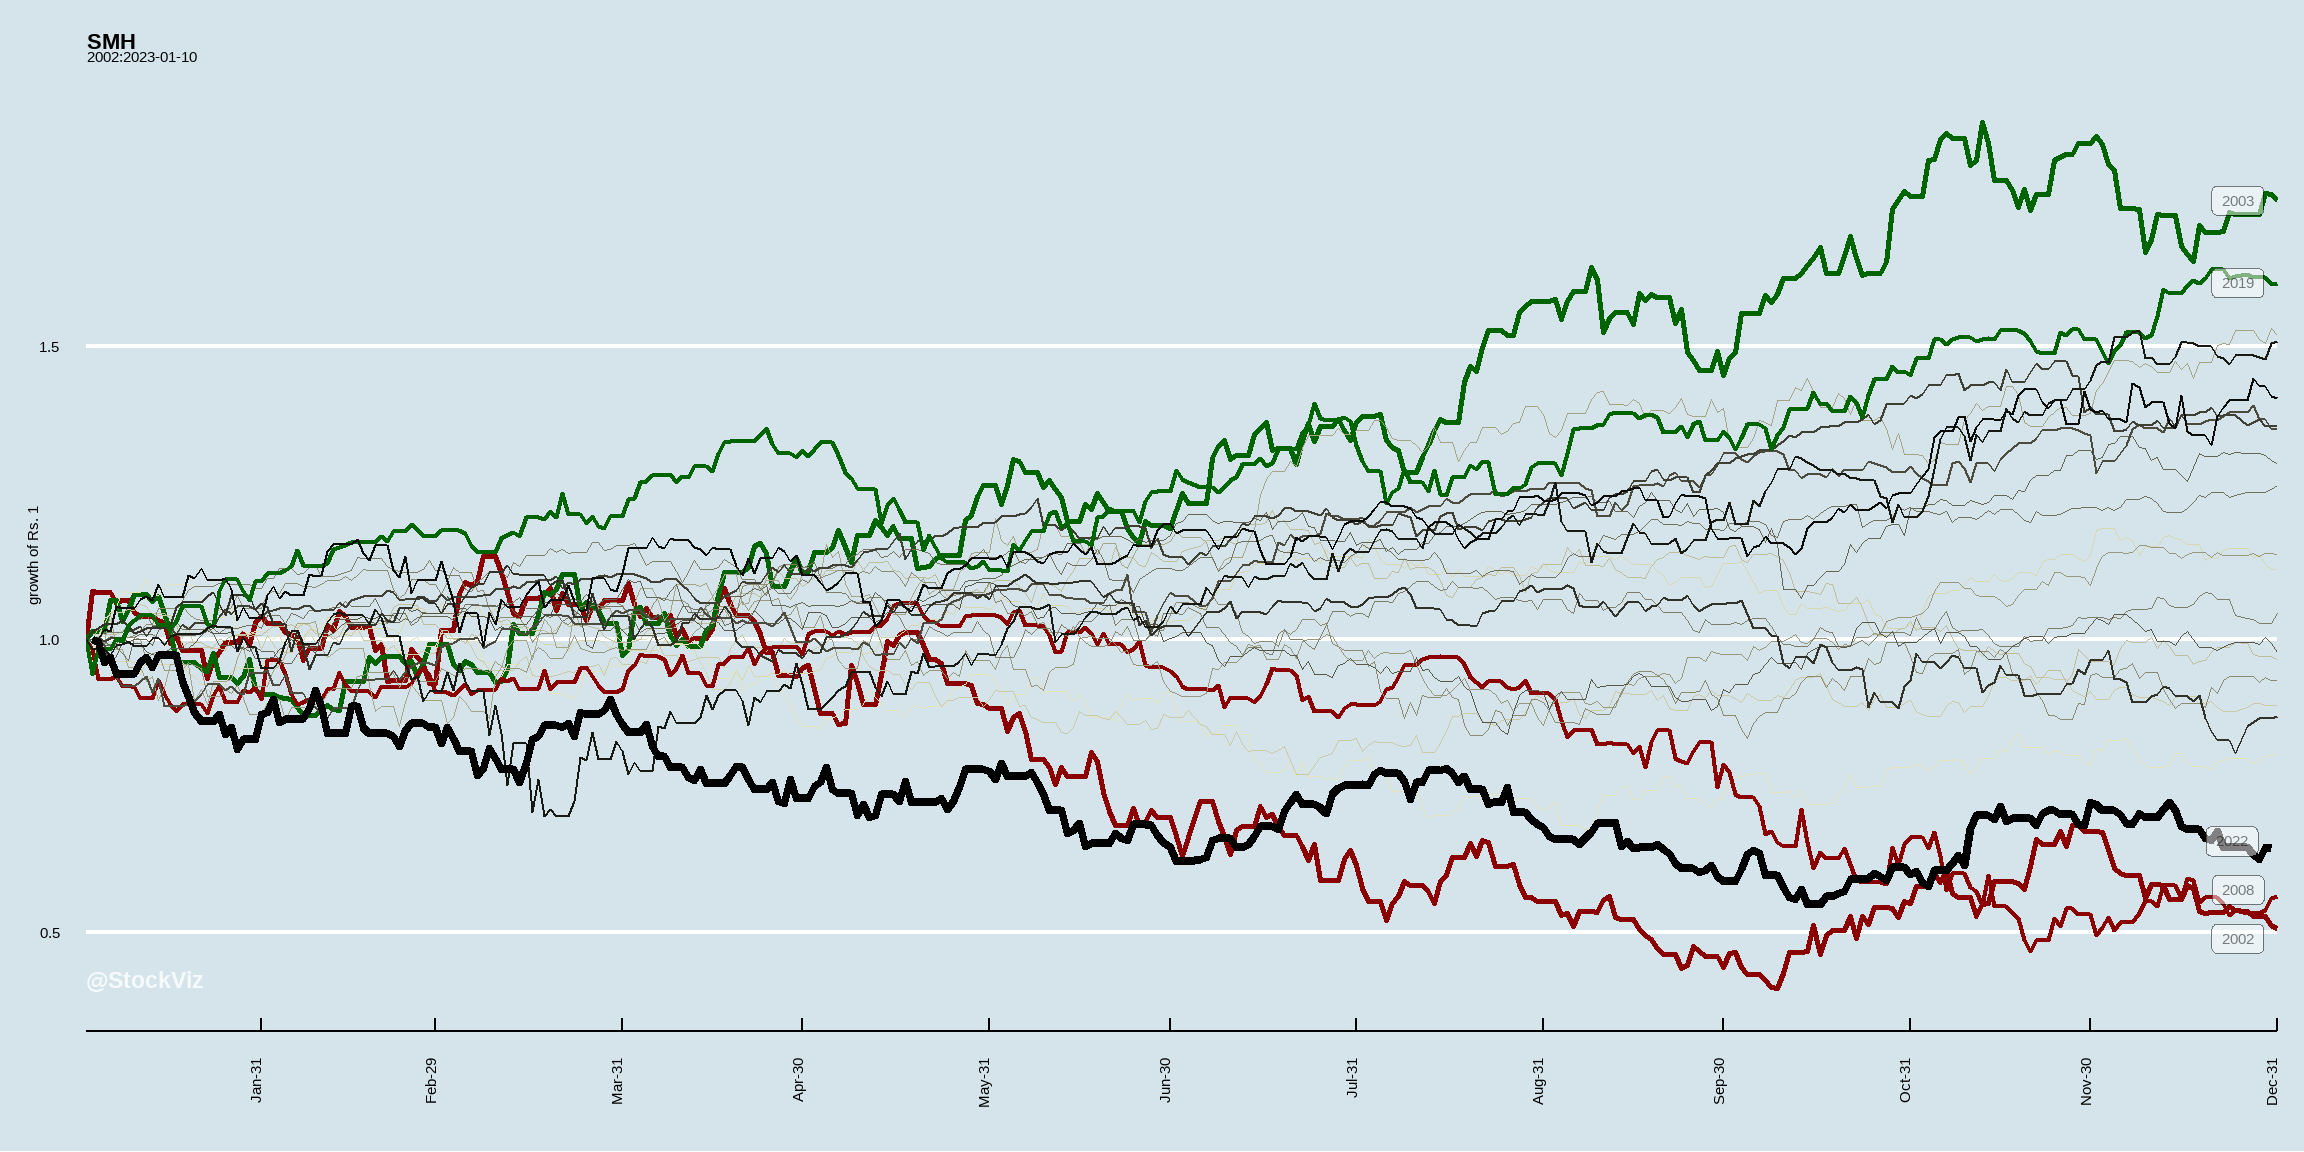 SMH
2002:2023-01-10
growth of Rs. 1
1.5
1.0
0.5
2003
2019
2022
2008
2002
@StockViz
Jan-31
Feb-29
Mar-31
Apr-30
May-31
Jun-30
Jul-31
Aug-31
Sep-30
Oct-31
Nov-30
Dec-31